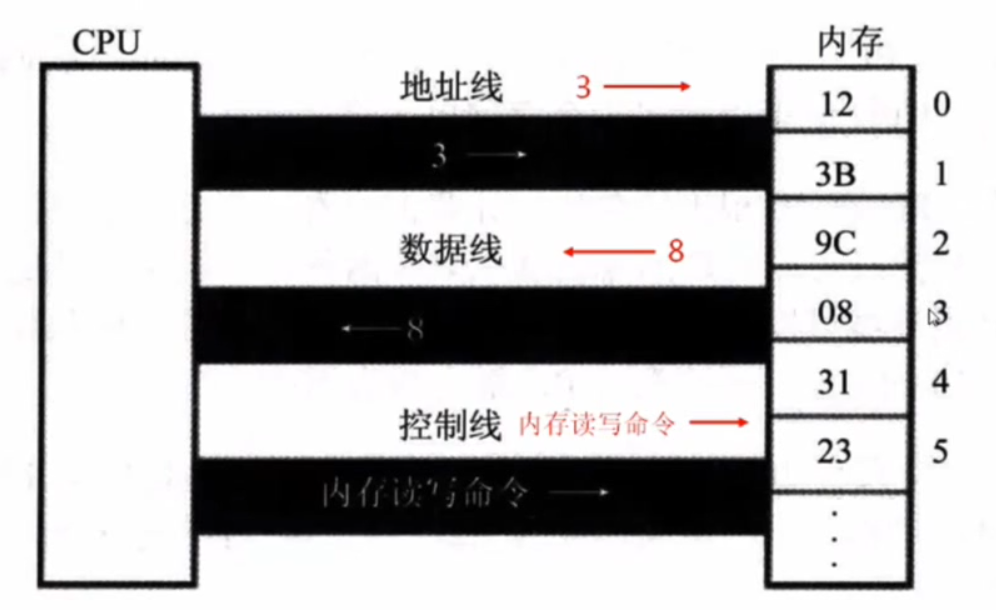 CPU
内存
地址线 3
12 0
3
3B 1
数据线 8
9C 2
8
08 3
31 4
控制线 内存读写命令
23 5
内存读写命令